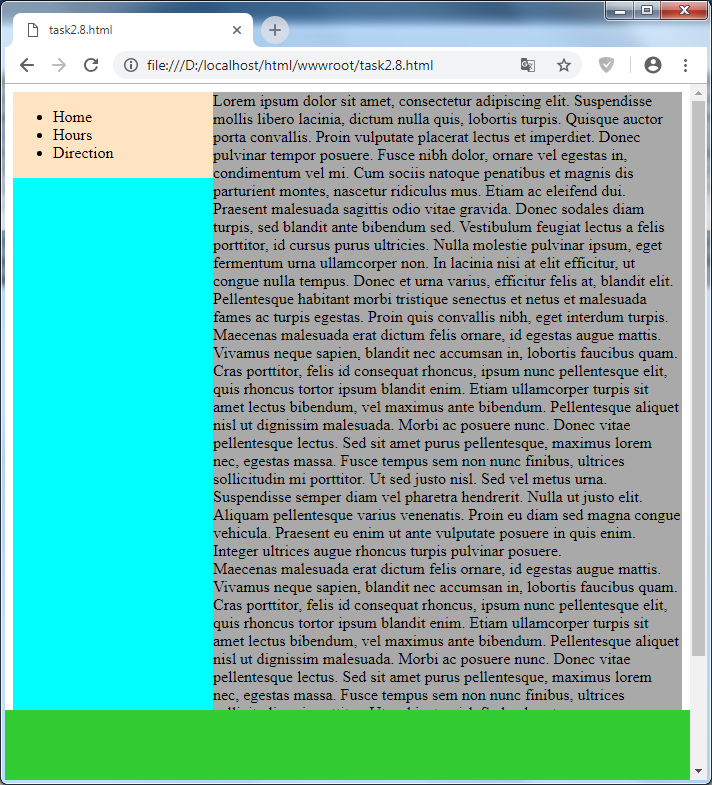 task2.8.html
file:///D:/localhost/html/wwwroot/task2.8.html
Home
Hours
Direction
Lorem ipsum dolor sit amet, consectetur adipiscing elit. Suspendisse
mollis libero lacinia, dictum nulla quis, lobortis turpis. Quisque auctor
porta convallis. Proin vulputate placerat lectus et imperdiet. Donec
pulvinar tempor posuere. Fusce nibh dolor, ornare vel egestas in,
condimentum vel mi. Cum sociis natoque penatibus et magnis dis
parturient montes, nascetur ridiculus mus. Etiam ac eleifend dui.
Praesent malesuada sagittis odio vitae gravida. Donec sodales diam
turpis, sed blandit ante bibendum sed. Vestibulum feugiat lectus a felis
porttitor, id cursus purus ultricies. Nulla molestie pulvinar ipsum, eget
fermentum urna ullamcorper non. In lacinia nisi at elit efficitur, ut
congue nulla tempus. Donec et urna varius, efficitur felis at, blandit elit.
Pellentesque habitant morbi tristique senectus et netus et malesuada
fames ac turpis egestas. Proin quis convallis nibh, eget interdum turpis.
Maecenas malesuada erat dictum felis ornare, id egestas augue mattis.
Vivamus neque sapien, blandit nec accumsan in, lobortis faucibus quam.
Cras porttitor, felis id consequat rhoncus, ipsum nunc pellentesque elit,
quis rhoncus tortor ipsum blandit enim. Etiam ullamcorper turpis sit
amet lectus bibendum, vel maximus ante bibendum. Pellentesque aliquet
nisl ut dignissim malesuada. Morbi ac posuere nunc. Donec vitae
pellentesque lectus. Sed sit amet purus pellentesque, maximus lorem
nec, egestas massa. Fusce tempus sem non nunc finibus, ultrices
sollicitudin mi porttitor. Ut sed justo nisl. Sed vel metus urna.
Suspendisse semper diam vel pharetra hendrerit. Nulla ut justo elit.
Aliquam pellentesque varius venenatis. Proin eu diam sed magna congue
vehicula. Praesent eu enim ut ante vulputate posuere in quis enim.
Integer ultrices augue rhoncus turpis pulvinar posuere.
Maecenas malesuada erat dictum felis ornare, id egestas augue mattis.
Vivamus neque sapien, blandit nec accumsan in, lobortis faucibus quam.
Cras porttitor, felis id consequat rhoncus, ipsum nunc pellentesque elit,
quis rhoncus tortor ipsum blandit enim. Etiam ullamcorper turpis sit
amet lectus bibendum, vel maximus ante bibendum. Pellentesque aliquet
nisl ut dignissim malesuada. Morbi ac posuere nunc. Donec vitae
pellentesque lectus. Sed sit amet purus pellentesque, maximus lorem
nec, egestas massa. Fusce tempus sem non nunc finibus, ultrices